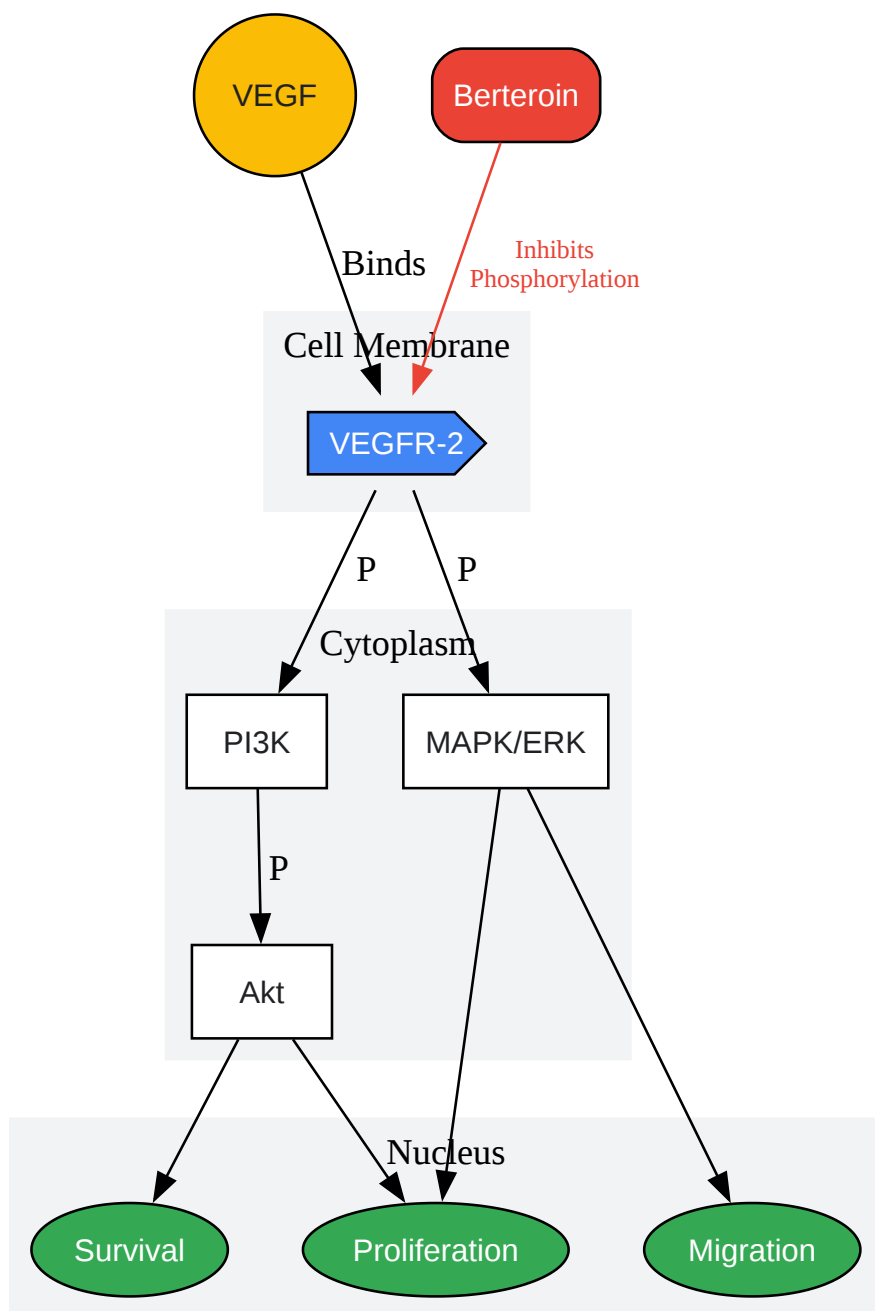 VEGF
Berteroin
Binds
Inhibits
Phosphorylation
Cell Membrane
VEGFR-2
P
P
Cytoplasm
PI3K
MAPK/ERK
P
Akt
Nucleus
Survival
Proliferation
Migration